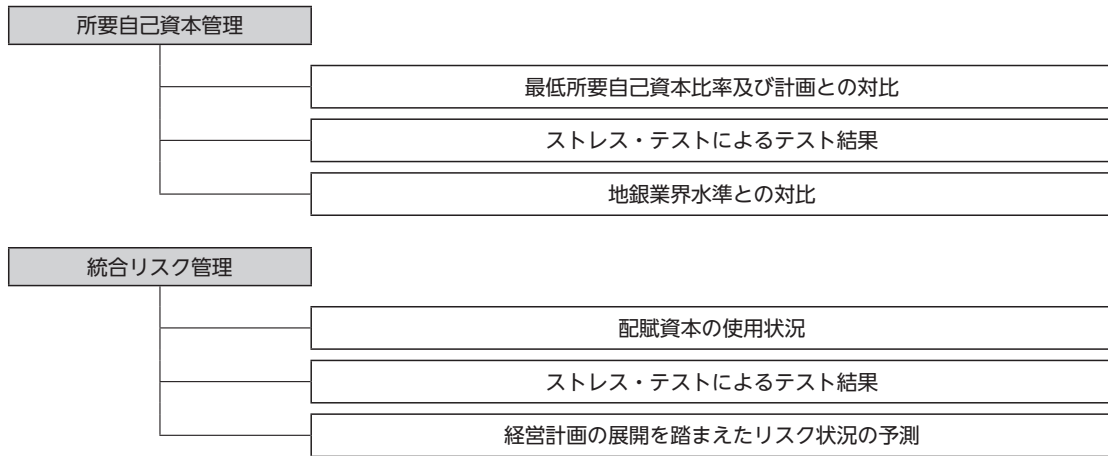 所要自己資本管理
最低所要自己資本比率及び計画との対比
ストレス・テストによるテスト結果
地銀業界水準との対比
統合リスク管理
配賦資本の使用状況
ストレス・テストによるテスト結果
経営計画の展開を踏まえたリスク状況の予測